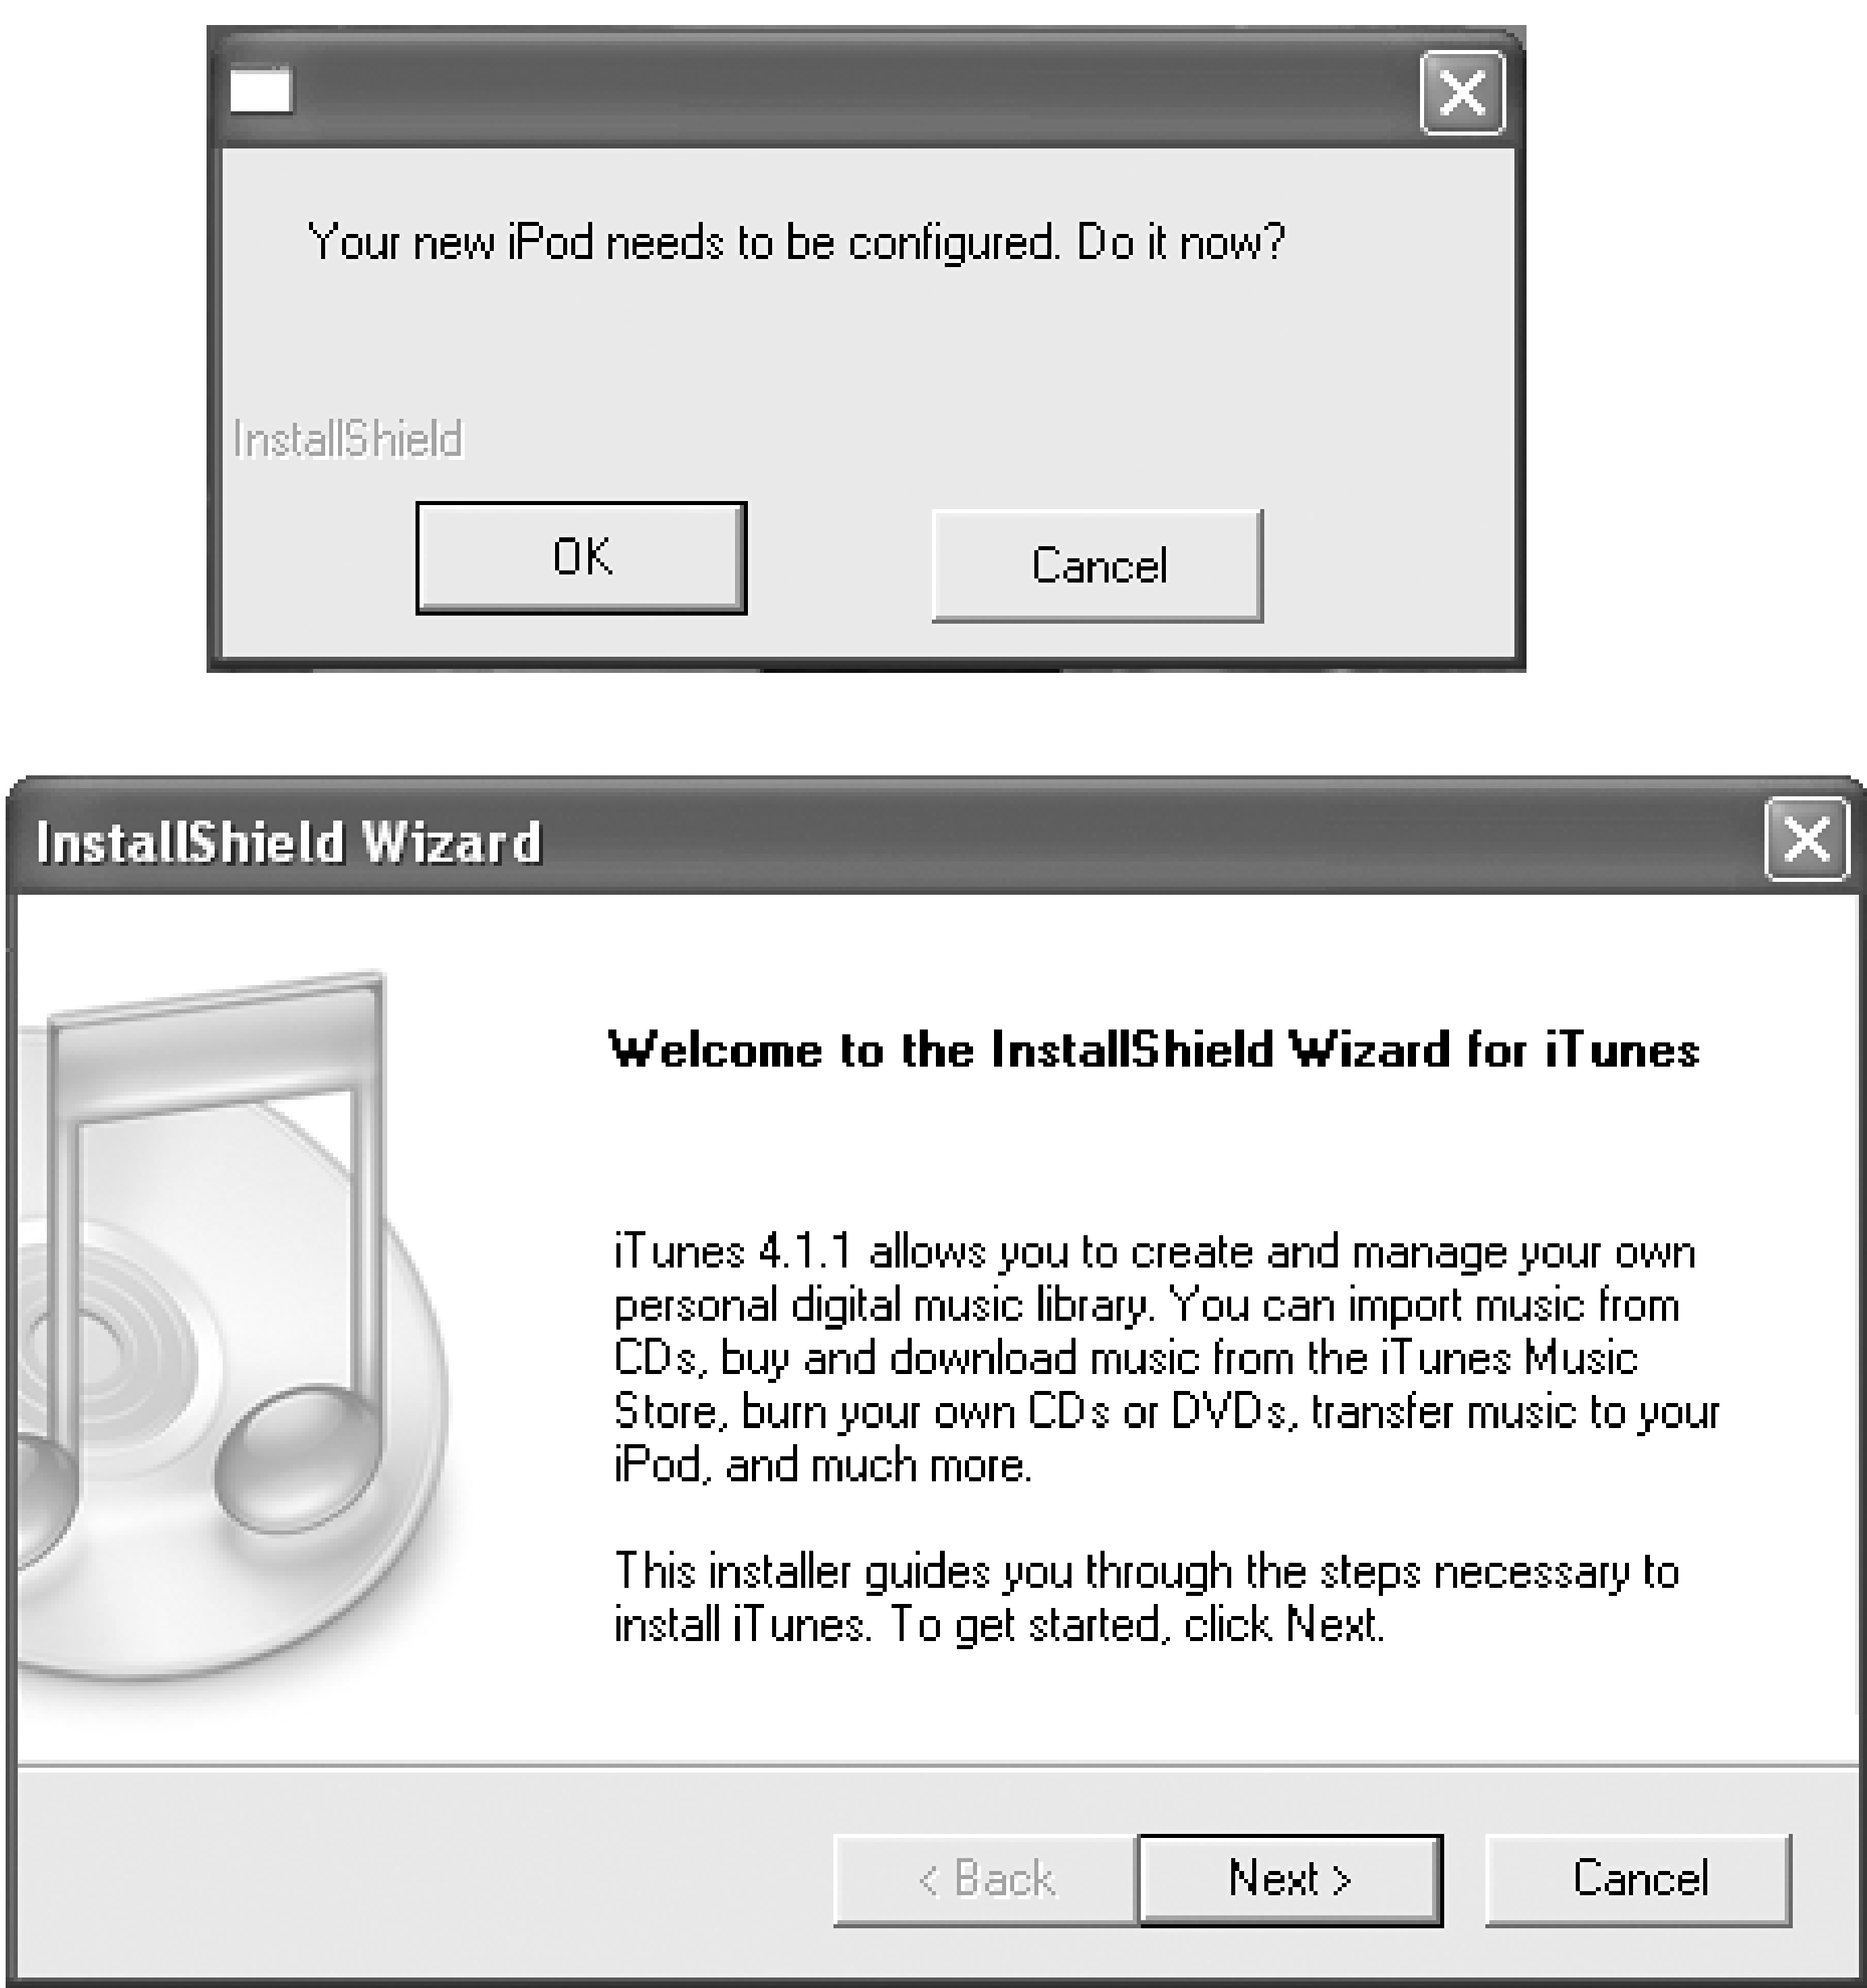 Your new iPod needs to be configured. Do it now?
InstallShield
OK
Cancel
InstallShield Wizard
Welcome to the InstallShield Wizard for iTunes
iTunes 4.1.1 allows you to create and manage your own
personal digital music library. You can import music from
CDs, buy and download music from the iTunes Music
Store, burn your own CDs or DVDs, transfer music to your
iPod, and much more.
This installer guides you through the steps necessary to
install iTunes. To get started, click Next.
< Back
Next >
Cancel